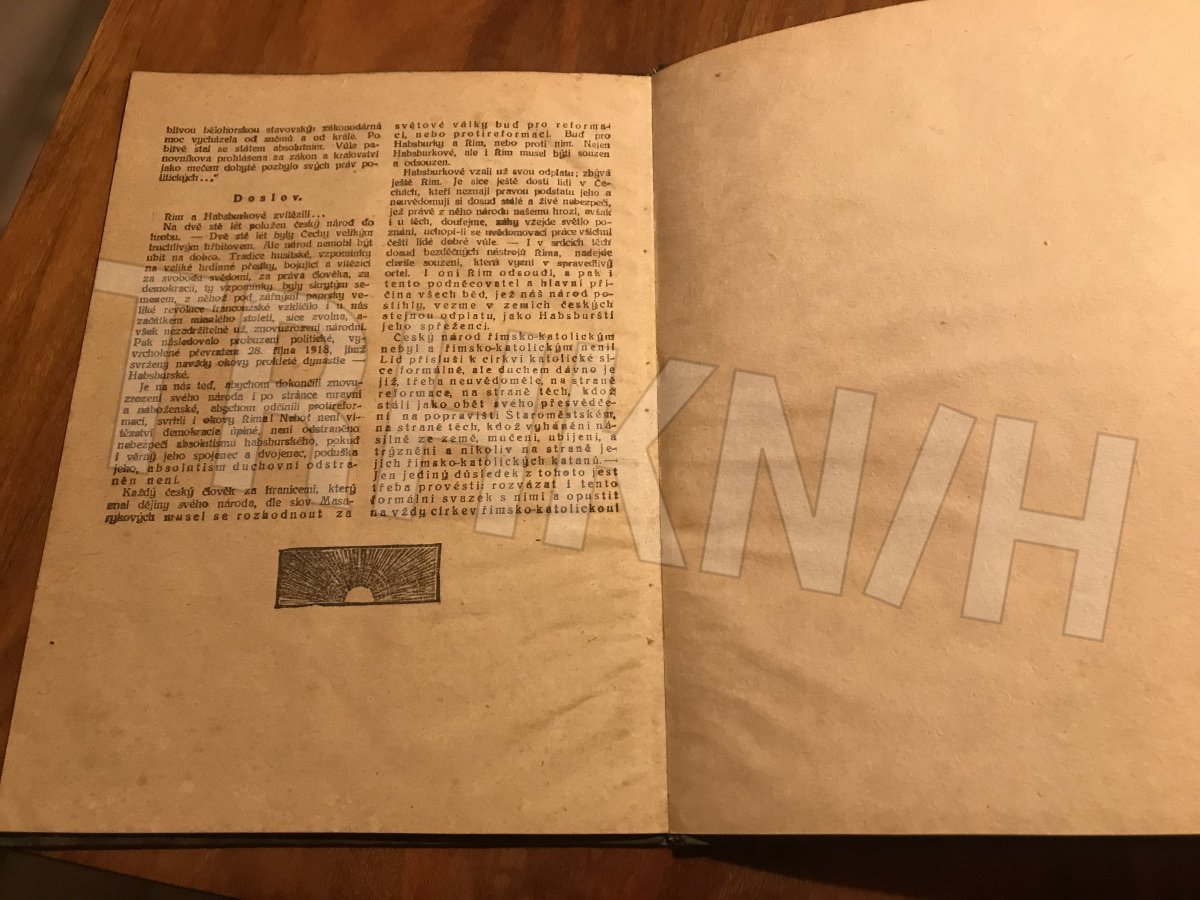 bitvou bělohorskou stavovský: zákonodárná
moc vycházela od sněmů a od krále. Po
bitvě stal se státem absolutním. Vůle pa-
novníkova prohlášena za zákon a království
jako mečem dobyté pozbylo svých práv po-
litických..."
Doslov.
Řím a Habsburkové zvítězili...
Na dvě stě let položen český národ do
hrobu. — Dvě stě let byly Čechy velikým
truchlivým hřbitovem. Ale národ nemohl být
ubit na dobro. Tradice husitské, vzpomínky
na veliké hrdinné předky, bojující a vítězící
za svobodu svědomí, za práva člověka, za
demokracii, ty vzpomínky byly skrytým se-
menem, z něhož pod zářnými paprsky ve-
liké revoluce francouzské vzklíčilo i u nás
začátkem minulého století, sice zvolna, a-
však nezadržitelně už, znovuzrození národní.
Pak následovalo probuzení politické, vy-
vrcholené převratem 28. října 1918, jímž
svrženy navždy okovy prokleté dynastie —
Habsburské.
Je na nás teď, abychom dokončili znovu-
zrození svého národa i po stránce mravní
a náboženské, abychom odčinili protirefor-
maci, svrhli i okovy Říma! Neboť není ví-
tězství demokracie úplné, není odstraněno
nebezpečí absolutismu habsburského, pokud
i věrný jeho spojenec a dvojenec, poduška
jeho, absolutism duchovní odstra-
něn není.
Každý český člověk za hranicemi, který
znal dějiny svého národa, dle slov Masa-
rykových musel se rozhodnout za
světové války buď pro reforma-
ci, nebo protireformaci. Buď pro
Habsburky a Řím, nebo proti nim. Nejen
Habsburkové, ale i Řím musel býti souzen
a odsouzen.
Habsburkové vzali už svou odplatu; zbývá
ještě Řím. Je sice ještě dosti lidí v Če-
chách, kteří neznají pravou podstatu jeho a
neuvědomují si dosud stálé a živé nebezpečí,
jež právě z něho národu našemu hrozí, avšak
i u těch, doufejme, záhy vzejde světlo po-
znání, uchopí-li se uvědomovací práce všichni
čeští lidé dobré vůle. — I v srdcích těch
dosud bezděčných nástrojů Říma, nadejde
chvíle souzení, která vyzní v spravedlivý
ortel. I oni Řím odsoudí, a pak i
tento podněcovatel a hlavní pří-
čina všech běd, jež náš národ po-
stihly, vezme v zemích českých
stejnou odplatu, jako Habsburští
jeho spřeženci.
Český národ římsko-katolickým
nebyl a římsko-katolickým není!
Lid přísluší k církvi katolické si-
ce formálně, ale duchem dávno je
již, třeba neuvědoměle, na straně
reformace, na straně těch, kdož
stáli jako obět svého přesvědče-
ní na popravišti Staroměstském,
na straně těch, kdož vyháněni ná-
silně ze země, mučeni, ubíjeni, a
trýzněni a nikoliv na straně je-
jich římsko-katolických katanů. —
Jen jediný důsledek z tohoto jest
třeba provésti: rozvázat i tento
formální svazek s nimi a opustit
navždy církev římsko-katolickou!